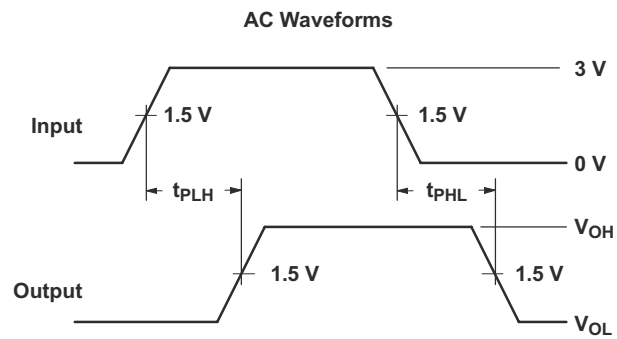 AC Waveforms
3 V
1.5 V
1.5 V
Input
0 V
tPLH
tPHL
VOH
1.5 V
1.5 V
Output
VOL